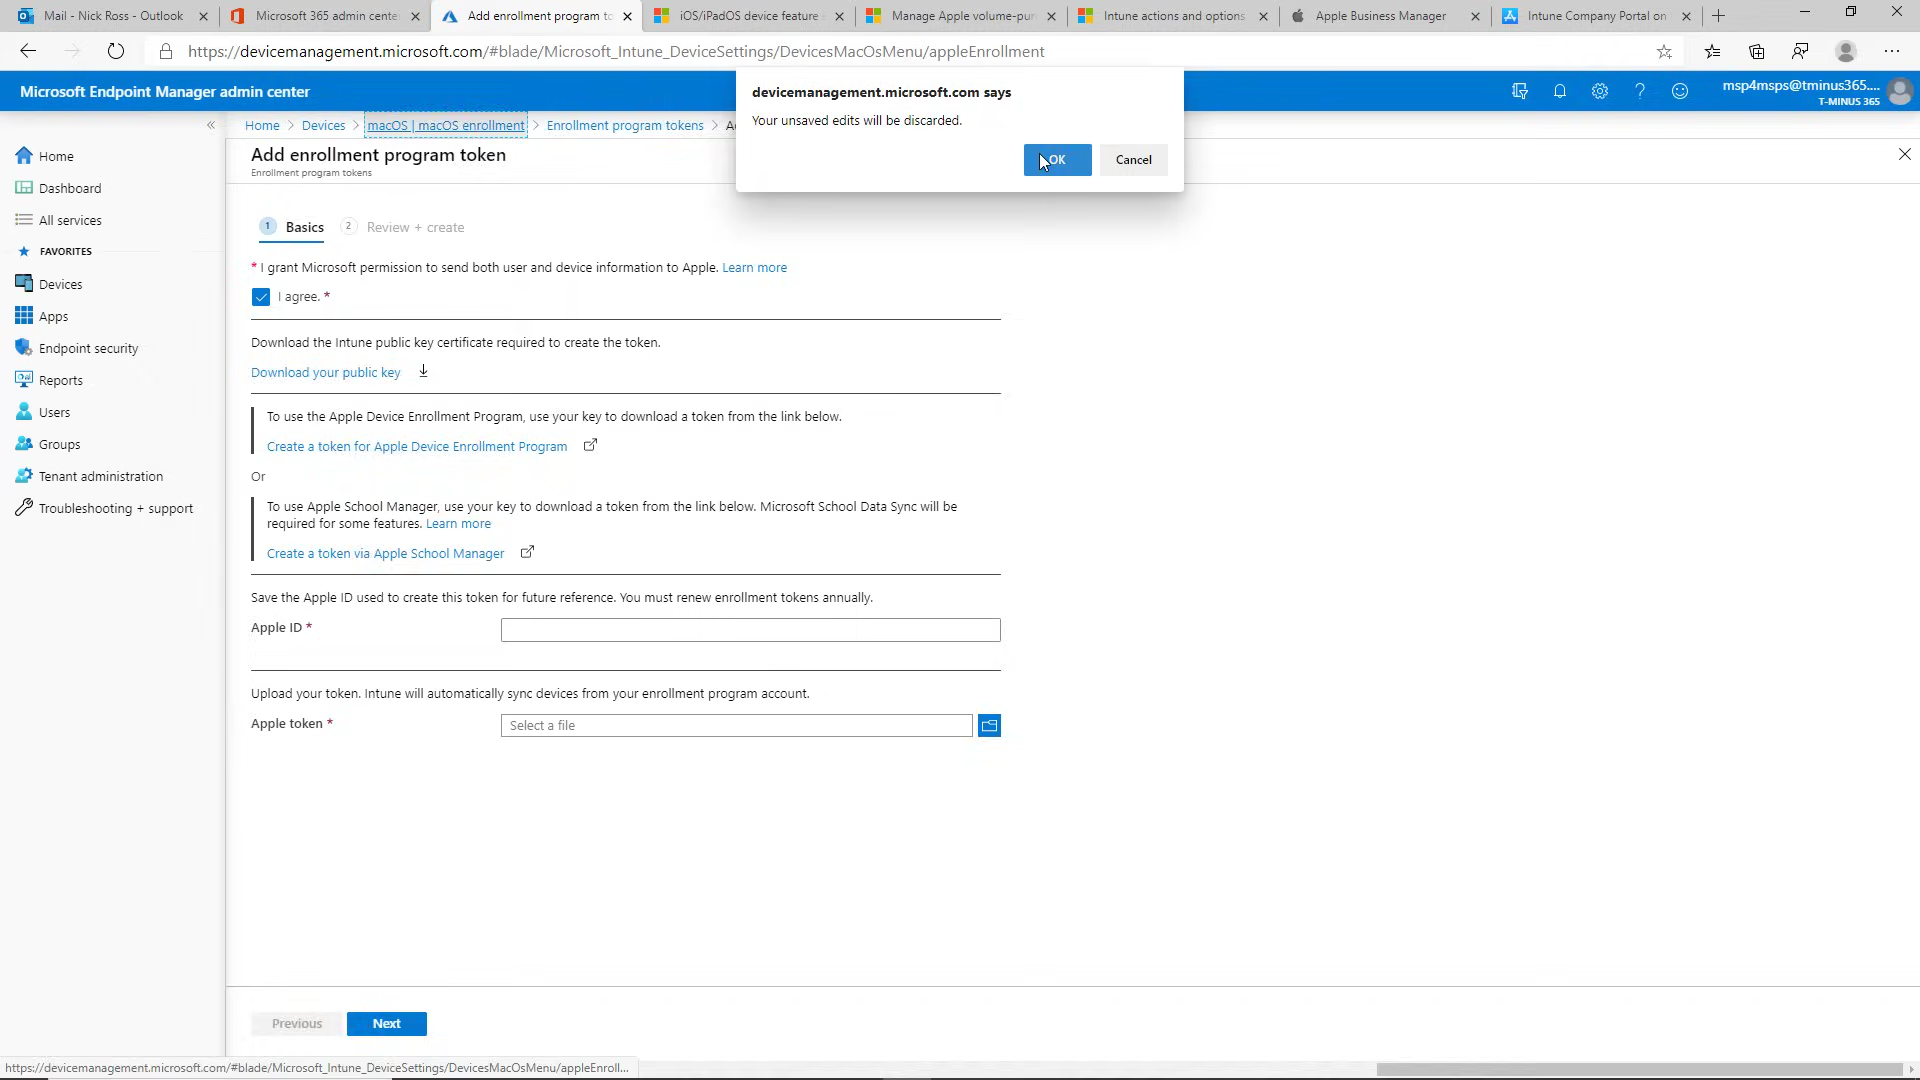 Mail - Nick Ross - Outlook
Microsoft 365 admin cente
Add enrollment program to
iOS/iPadOS device feature
Manage Apple volume-pur
Intune actions and options
Apple Business Manager
Intune Company Portal on
https://devicemanagement.microsoft.com/#blade/Microsoft_Intune_DeviceSettings/DevicesMacOsMenu/appleEnrollment
Microsoft Endpoint Manager admin center
msp4msps@tminus365....
T-MINUS 365
devicemanagement.microsoft.com says
Your unsaved edits will be discarded.
OK
Cancel
Home
Dashboard
All services
FAVORITES
Devices
Apps
Endpoint security
Reports
Users
Groups
Tenant administration
Troubleshooting + support
Home > Devices > macOS | macOS enrollment > Enrollment program tokens >
Add enrollment program token
Enrollment program tokens
1 Basics 2 Review + create
* I grant Microsoft permission to send both user and device information to Apple. Learn more
I agree. *
Download the Intune public key certificate required to create the token.
Download your public key
To use the Apple Device Enrollment Program, use your key to download a token from the link below.
Create a token for Apple Device Enrollment Program
Or
To use Apple School Manager, use your key to download a token from the link below. Microsoft School Data Sync will be
required for some features. Learn more
Create a token via Apple School Manager
Save the Apple ID used to create this token for future reference. You must renew enrollment tokens annually.
Apple ID *
Upload your token. Intune will automatically sync devices from your enrollment program account.
Apple token *
Select a file
Previous
Next
https://devicemanagement.microsoft.com/#blade/Microsoft_Intune_DeviceSettings/DevicesMacOsMenu/appleEnroll...